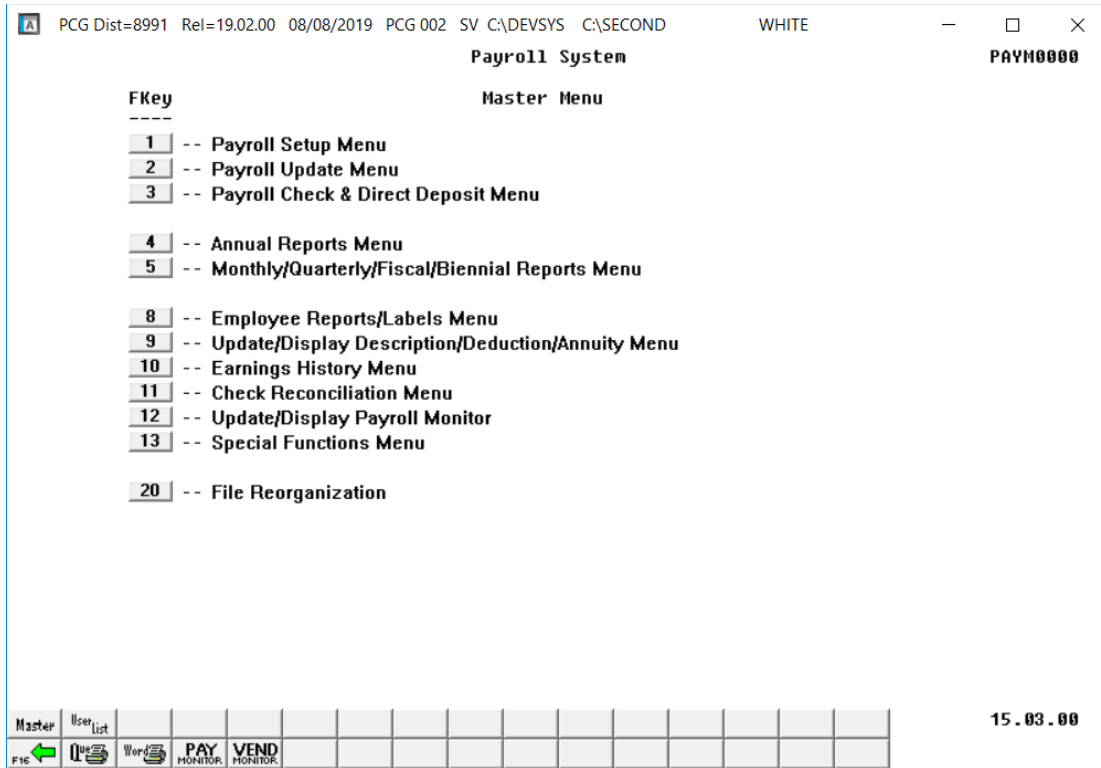 A PCG Dist=8991 Rel=19.02.00 08/08/2019 PCG 002 SV C:\DEVSYS C:\SECOND WHITE
Payroll System PAYM0000
FKey Master Menu
----
1 -- Payroll Setup Menu
2 -- Payroll Update Menu
3 -- Payroll Check & Direct Deposit Menu
4 -- Annual Reports Menu
5 -- Monthly/Quarterly/Fiscal/Biennial Reports Menu
8 -- Employee Reports/Labels Menu
9 -- Update/Display Description/Deduction/Annuity Menu
10 -- Earnings History Menu
11 -- Check Reconciliation Menu
12 -- Update/Display Payroll Monitor
13 -- Special Functions Menu
20 -- File Reorganization
Master User List 15.03.00
F16 Que Word PAY MONITOR VEND MONITOR